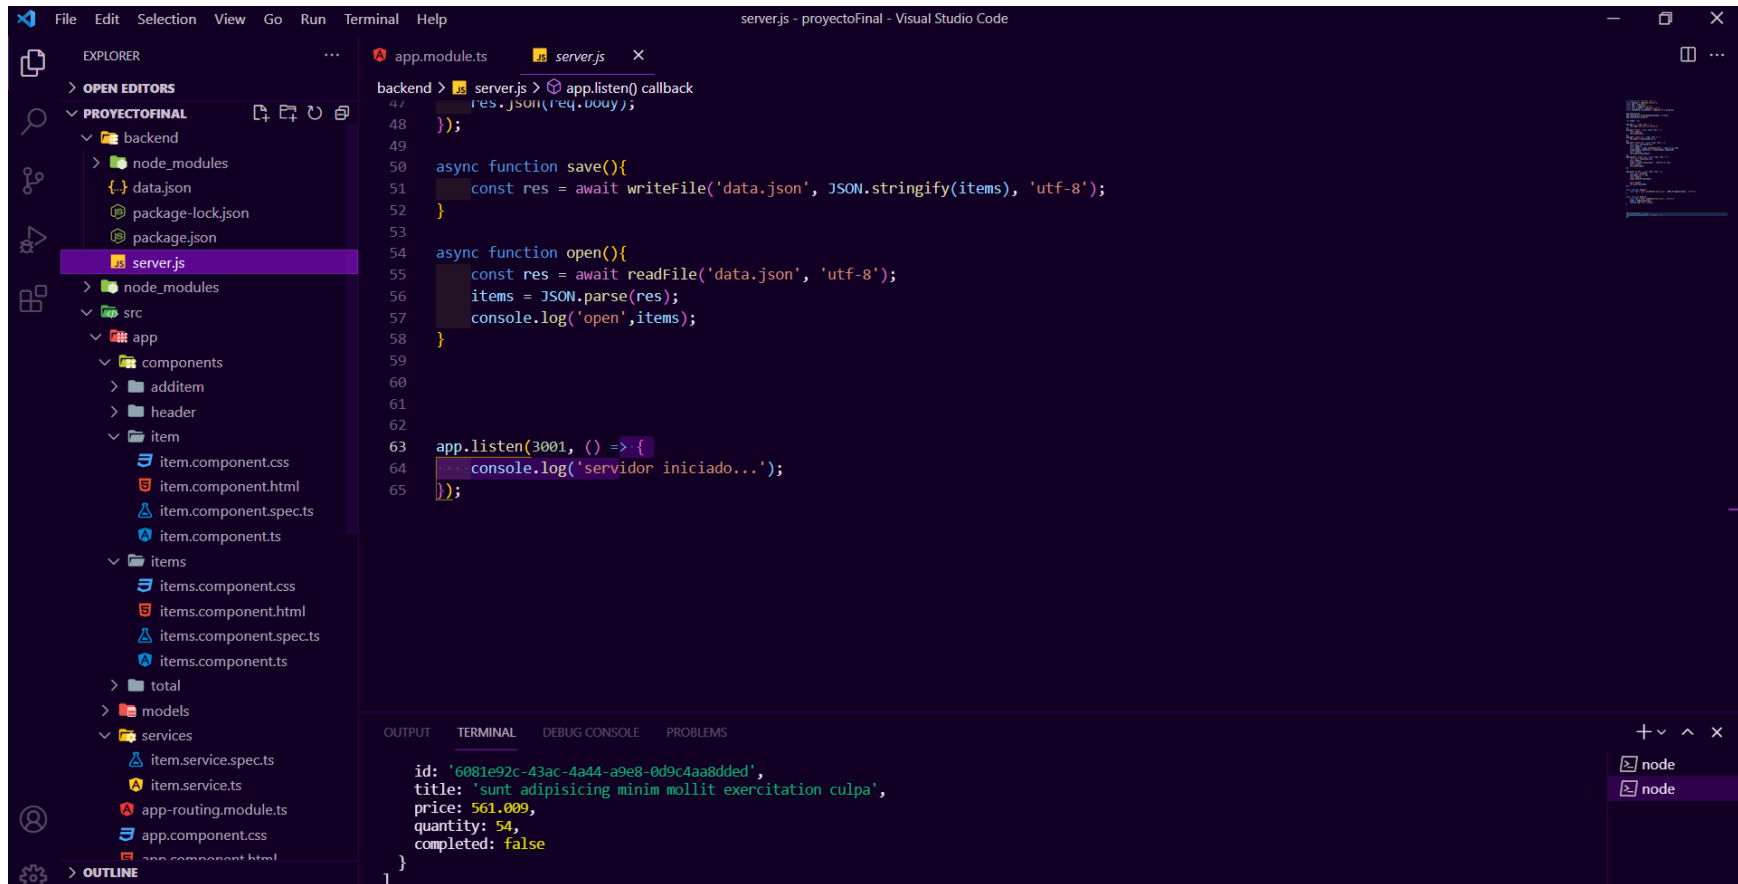 File Edit Selection View Go Run Terminal Help
server.js - proyectoFinal - Visual Studio Code
EXPLORER
OPEN EDITORS
PROYECTOFINAL
backend
node_modules
data.json
package-lock.json
package.json
server.js
node_modules
src
app
components
additem
header
item
item.component.css
item.component.html
item.component.spec.ts
item.component.ts
items
items.component.css
items.component.html
items.component.spec.ts
items.component.ts
total
models
services
item.service.spec.ts
item.service.ts
app-routing.module.ts
app.component.css
app.component.html
OUTLINE
app.module.ts
server.js
backend > server.js > app.listen() callback
47 res.json(req.body);
48 });
49
50 async function save(){
51 const res = await writeFile('data.json', JSON.stringify(items), 'utf-8');
52 }
53
54 async function open(){
55 const res = await readFile('data.json', 'utf-8');
56 items = JSON.parse(res);
57 console.log('open',items);
58 }
59
60
61
62
63 app.listen(3001, () => {
64 console.log('servidor iniciado...');
65 });
OUTPUT TERMINAL DEBUG CONSOLE PROBLEMS
id: '6081e92c-43ac-4a44-a9e8-0d9c4aa8dded',
title: 'sunt adipisicing minim mollit exercitation culpa',
price: 561.009,
quantity: 54,
completed: false
}
]
node
node